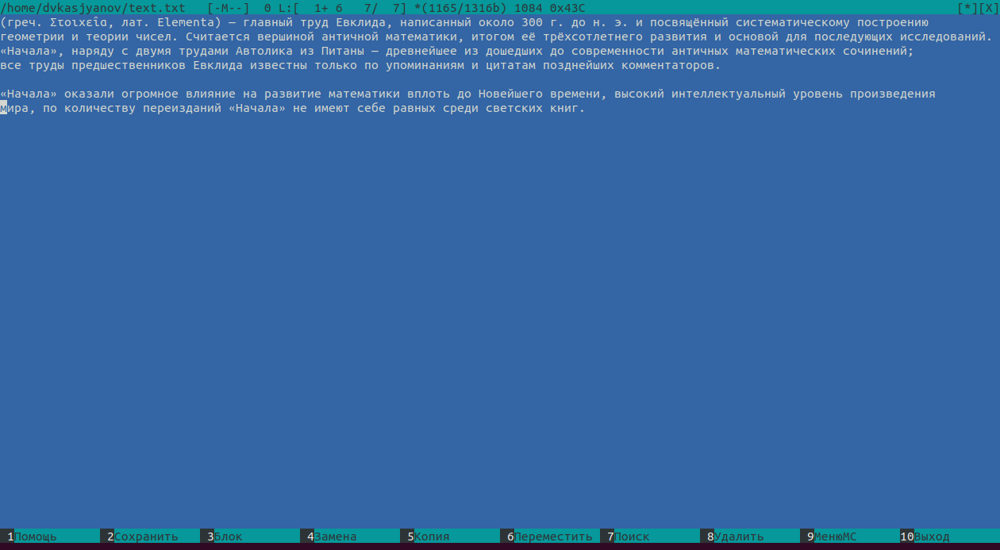 /home/dvkasjyanov/text.txt   [-M--]  0 L:[  1+ 6   7/  7] *(1165/1316b) 1084 0x43C                                                    [*][X]
(греч. Στοιχεῖα, лат. Elementa) — главный труд Евклида, написанный около 300 г. до н. э. и посвящённый систематическому построению
геометрии и теории чисел. Считается вершиной античной математики, итогом её трёхсотлетнего развития и основой для последующих исследований.
«Начала», наряду с двумя трудами Автолика из Питаны — древнейшее из дошедших до современности античных математических сочинений;
все труды предшественников Евклида известны только по упоминаниям и цитатам позднейших комментаторов.
«Начала» оказали огромное влияние на развитие математики вплоть до Новейшего времени, высокий интеллектуальный уровень произведения
мира, по количеству переизданий «Начала» не имеют себе равных среди светских книг.
1Помощь 2Сохранить 3Блок 4Замена 5Копия 6Переместить 7Поиск 8Удалить 9МенюMC 10Выход